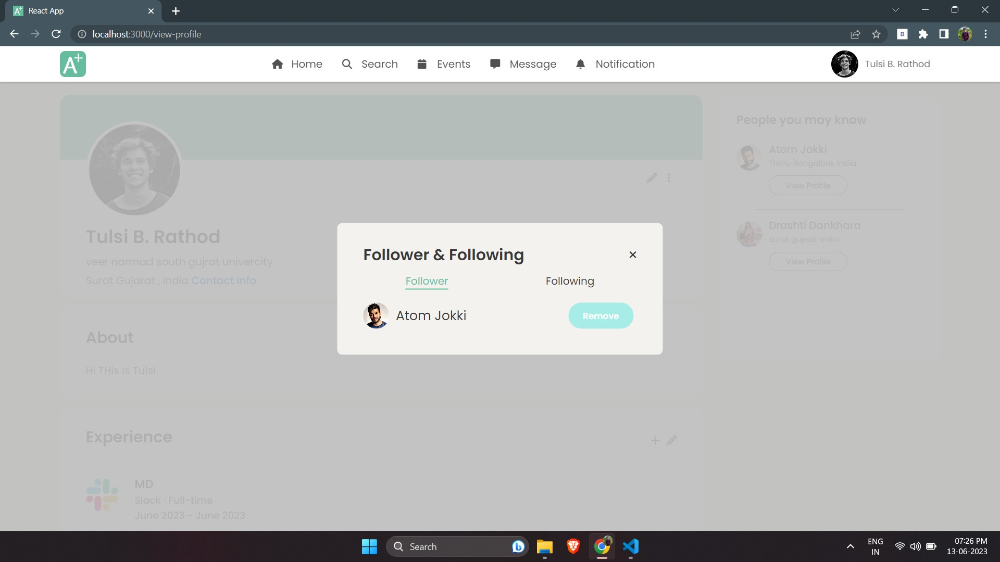 A+ React App
localhost:3000/view-profile
B
A+
Home
Search
Events
Message
Notification
Tulsi B. Rathod
Tulsi B. Rathod
veer narmad south gujrat univercity
Surat Gujarat , India Contact info
About
Hi THis Is Tulsi
Experience
MD
Slack · Full-time
June 2023 - June 2023
People you may know
Atom Jokki
Thirru Bangalore, India
View Profile
Drashti Dankhara
surat gujrati, india
View Profile
Follower & Following
Follower
Following
Atom Jokki
Remove
Search
ENG
IN
07:26 PM
13-06-2023